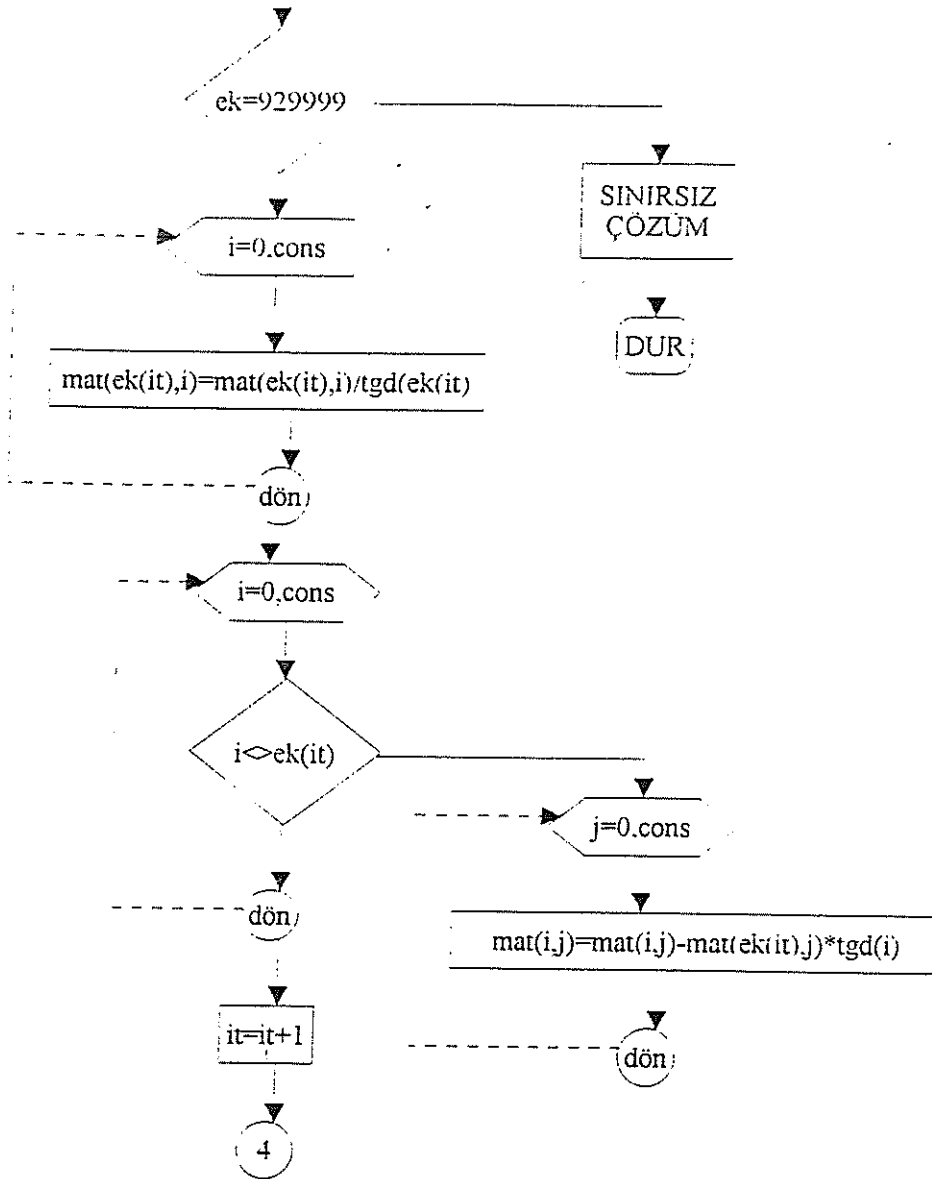 ek=929999
SINIRSIZ
ÇÖZÜM
i=0,cons
DUR
mat(ek(it),i)=mat(ek(it),i)/tgd(ek(it)
dön
i=0,cons
i<>ek(it)
j=0,cons
dön
mat(i,j)=mat(i,j)-mat(ek(it),j)*tgd(i)
it=it+1
dön
4